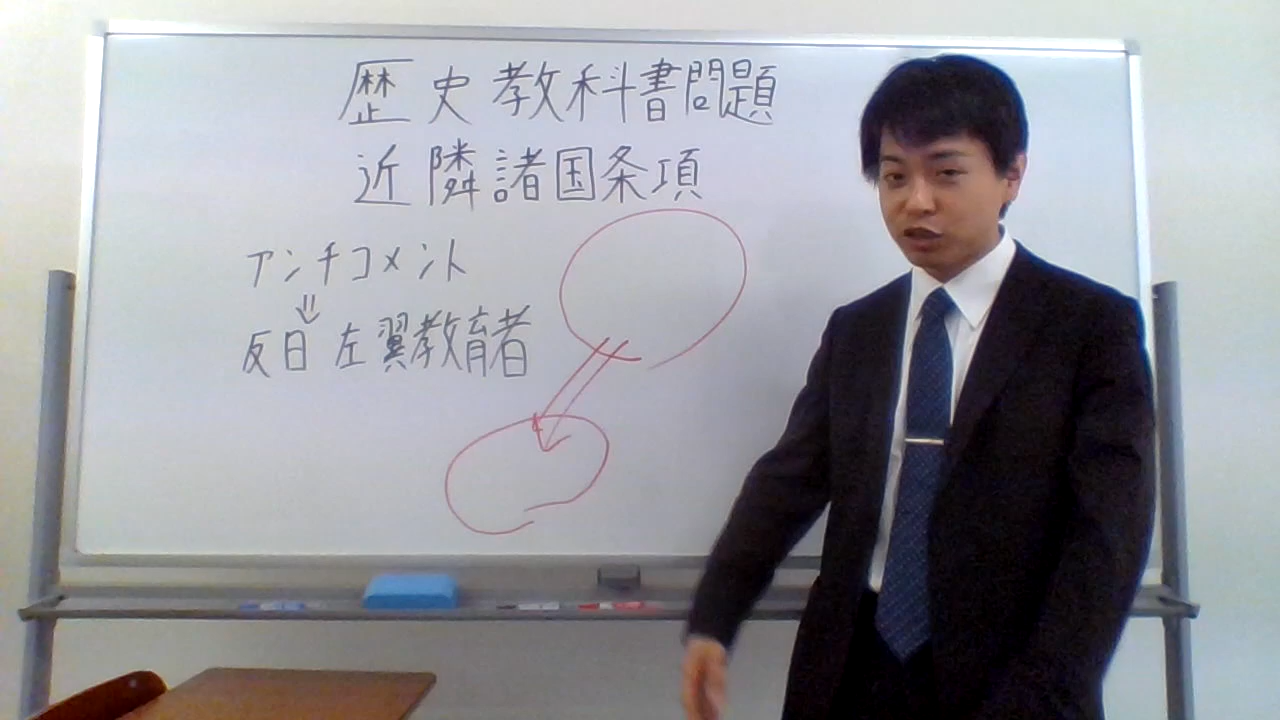 歴史教科書問題
近隣諸国条項
アンチコメント
⇓
反日 左翼教育者